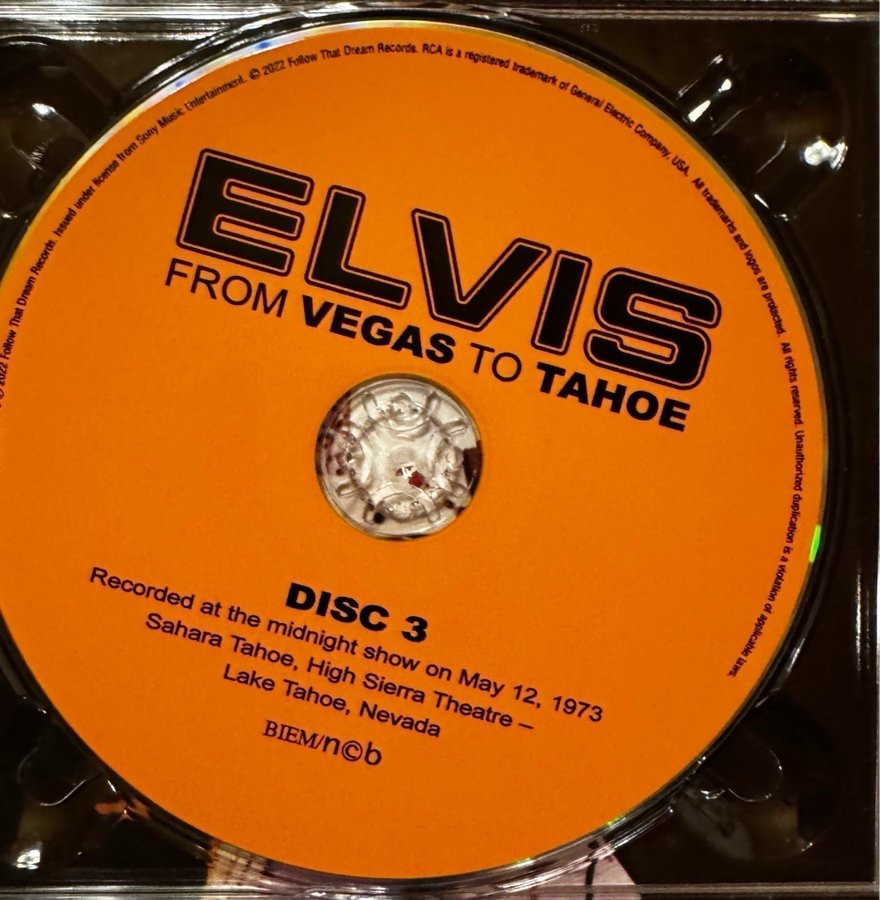 ℗ © 2022 Follow That Dream Records. Issued under license from Sony Music Entertainment. © 2022 Follow That Dream Records. RCA is a registered trademark of General Electric Company, USA. All trademarks and logos are protected. All rights reserved. Unauthorized duplication is a violation of applicable laws.
ELVIS
FROM VEGAS TO TAHOE
DISC 3
Recorded at the midnight show on May 12, 1973
Sahara Tahoe, High Sierra Theatre –
Lake Tahoe, Nevada
BIEM/n©b